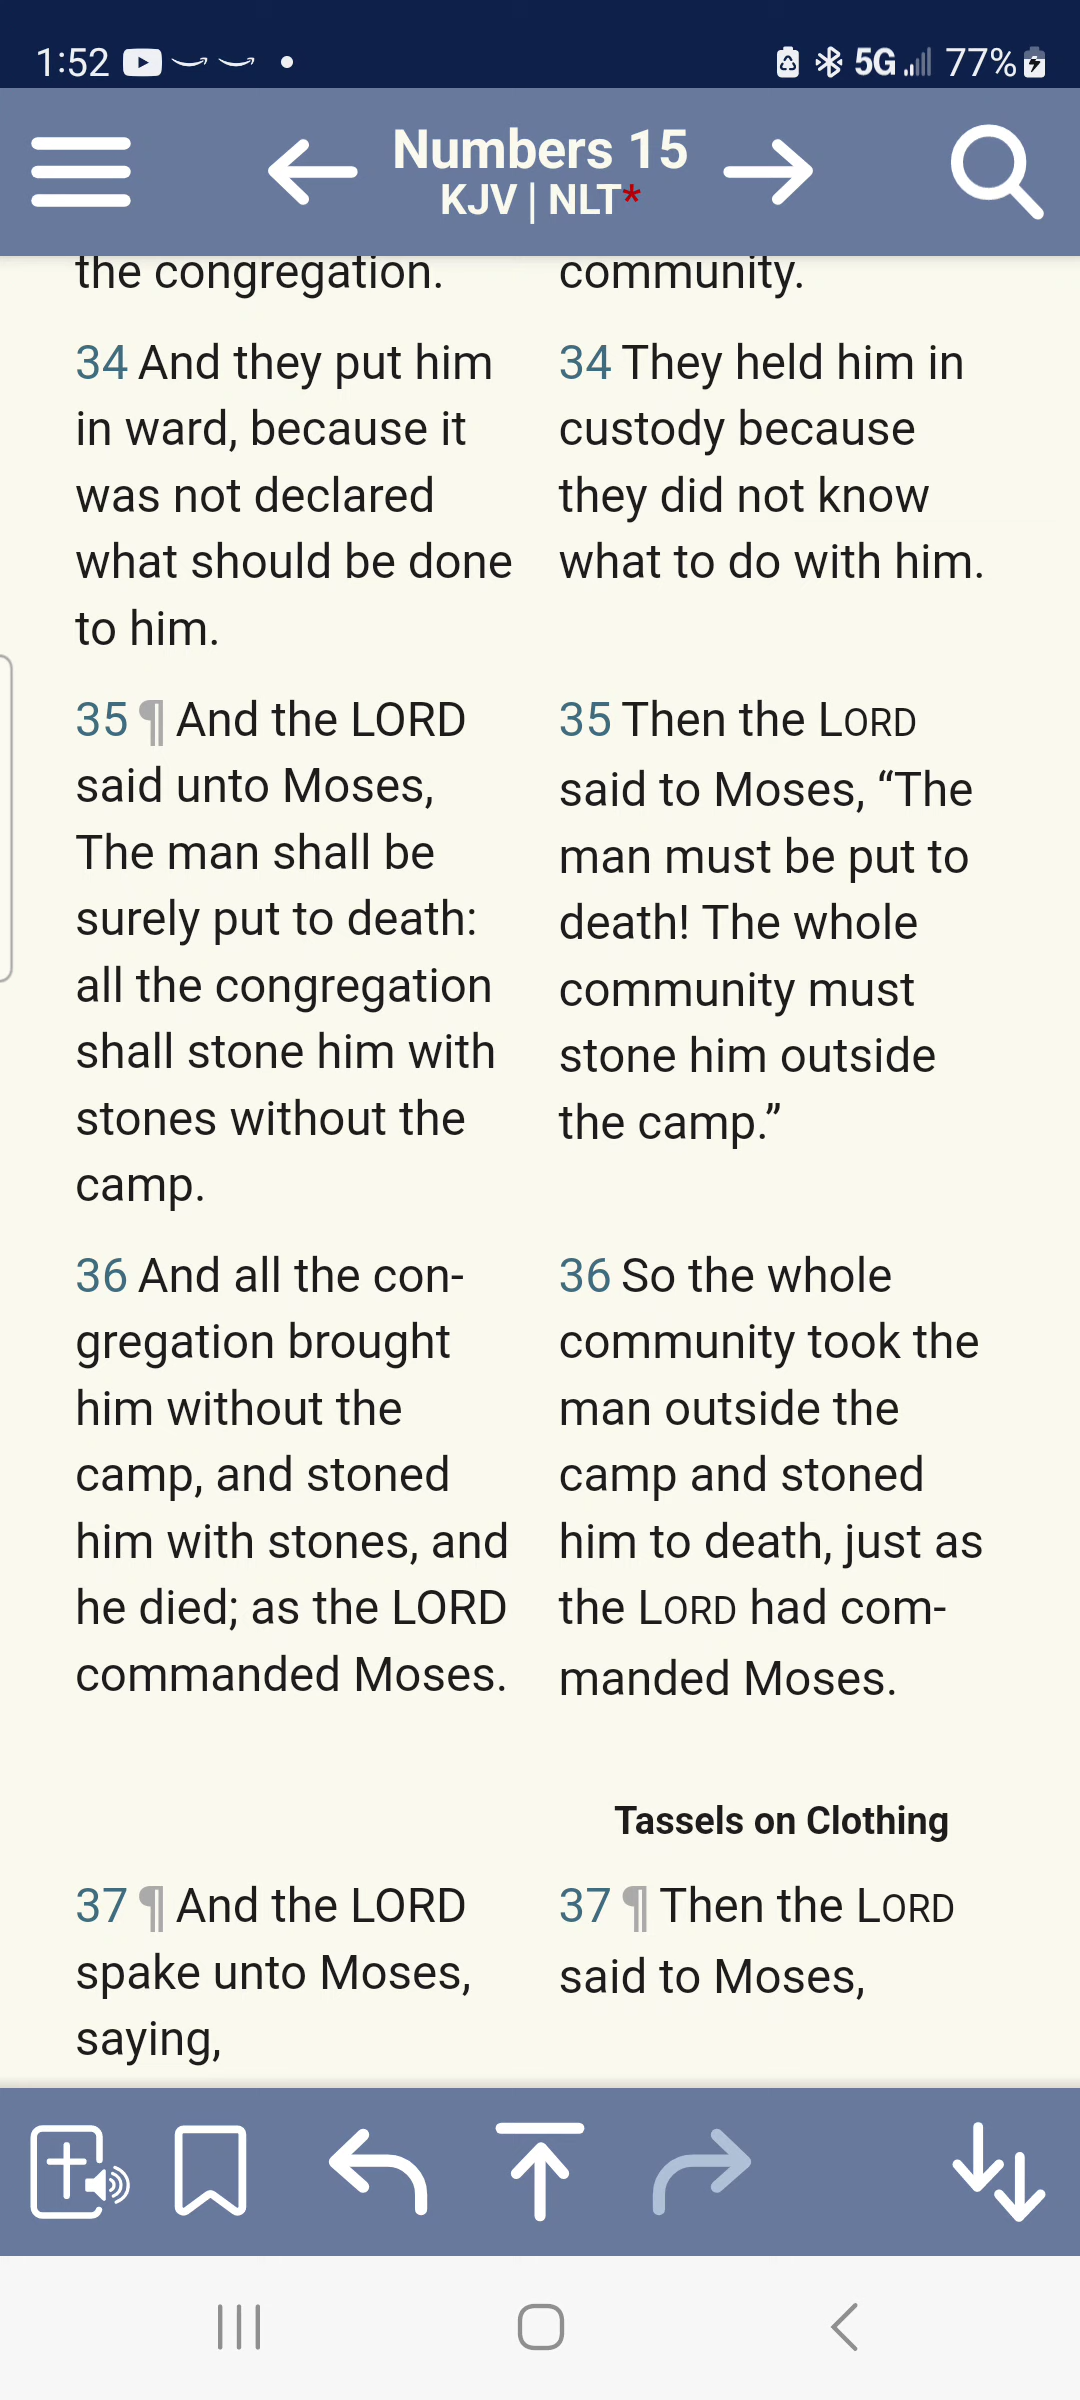 1:52
5G 77%
Numbers 15
KJV | NLT*
the congregation.
34 And they put him
in ward, because it
was not declared
what should be done
to him.
35 ¶ And the LORD
said unto Moses,
The man shall be
surely put to death:
all the congregation
shall stone him with
stones without the
camp.
36 And all the con-
gregation brought
him without the
camp, and stoned
him with stones, and
he died; as the LORD
commanded Moses.
37 ¶ And the LORD
spake unto Moses,
saying,
community.
34 They held him in
custody because
they did not know
what to do with him.
35 Then the LORD
said to Moses, “The
man must be put to
death! The whole
community must
stone him outside
the camp.”
36 So the whole
community took the
man outside the
camp and stoned
him to death, just as
the LORD had com-
manded Moses.
Tassels on Clothing
37 ¶ Then the LORD
said to Moses,